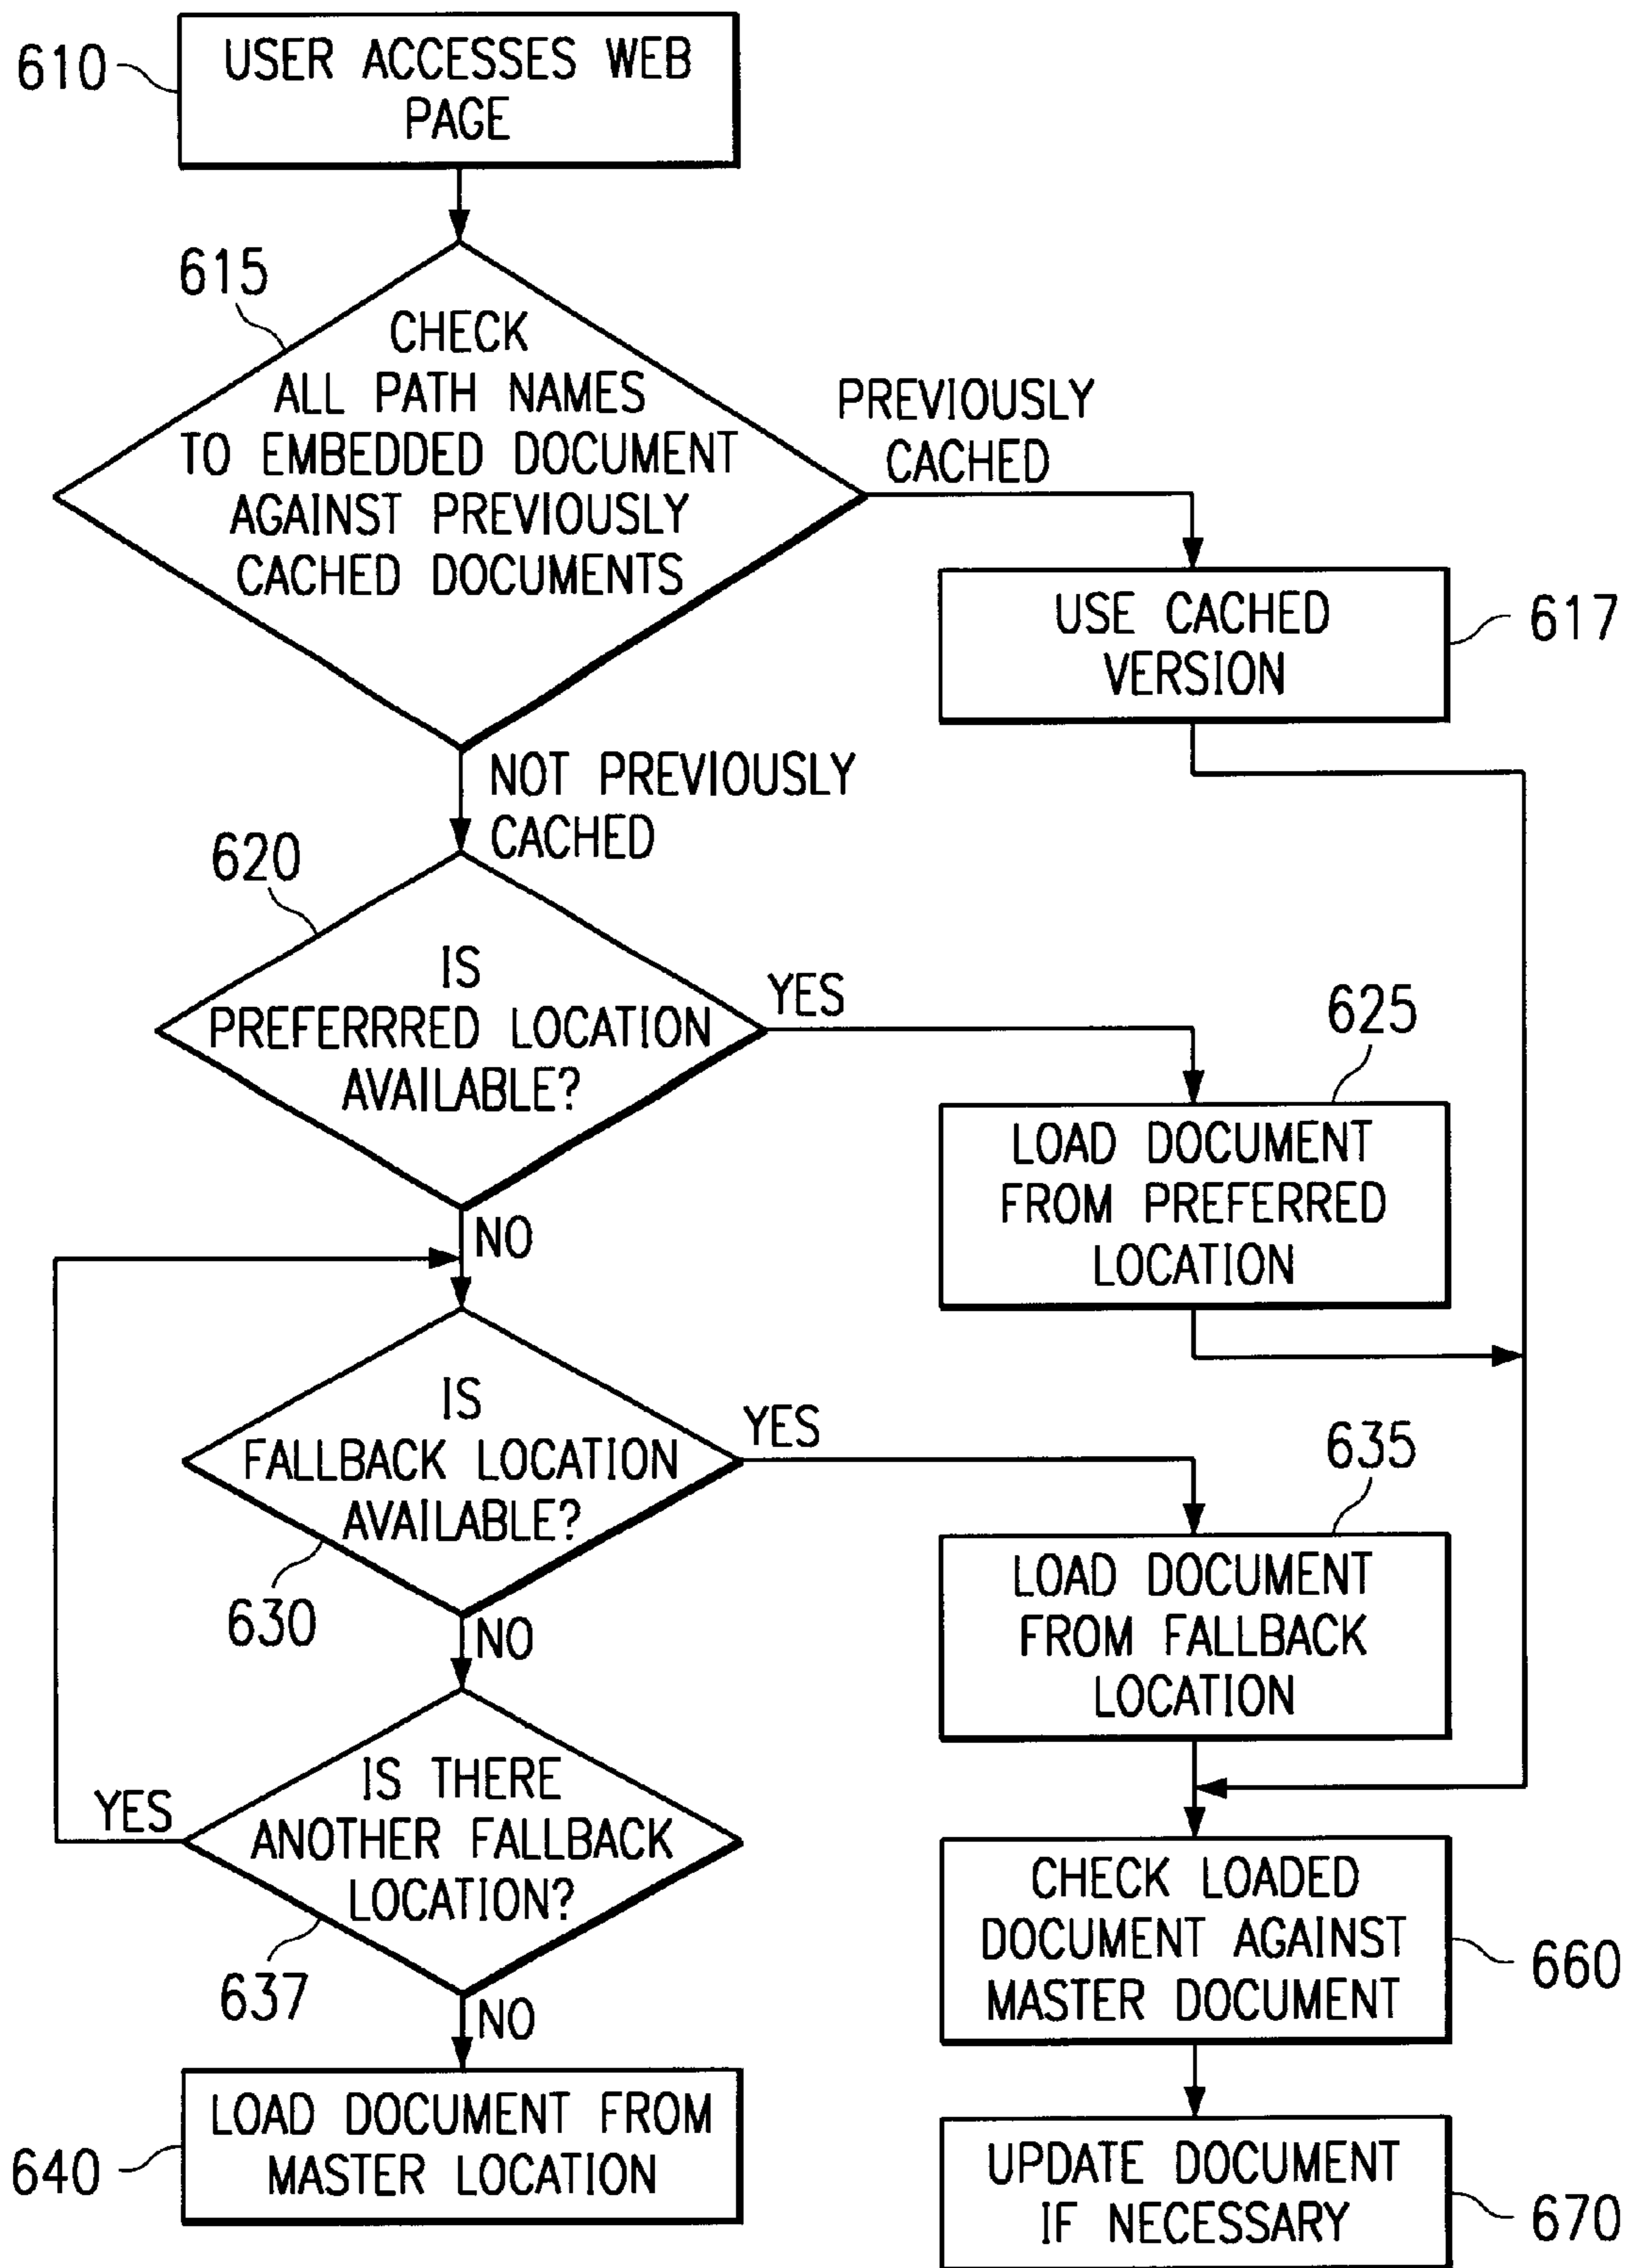 610
USER ACCESSES WEB
PAGE
615
CHECK
ALL PATH NAMES
TO EMBEDDED DOCUMENT
AGAINST PREVIOUSLY
CACHED DOCUMENTS
PREVIOUSLY
CACHED
USE CACHED
VERSION
617
NOT PREVIOUSLY
CACHED
620
IS
PREFERRRED LOCATION
AVAILABLE?
YES
625
LOAD DOCUMENT
FROM PREFERRED
LOCATION
NO
IS
FALLBACK LOCATION
AVAILABLE?
630
YES
635
LOAD DOCUMENT
FROM FALLBACK
LOCATION
NO
IS THERE
ANOTHER FALLBACK
LOCATION?
YES
637
NO
CHECK LOADED
DOCUMENT AGAINST
MASTER DOCUMENT
660
640
LOAD DOCUMENT FROM
MASTER LOCATION
UPDATE DOCUMENT
IF NECESSARY
670